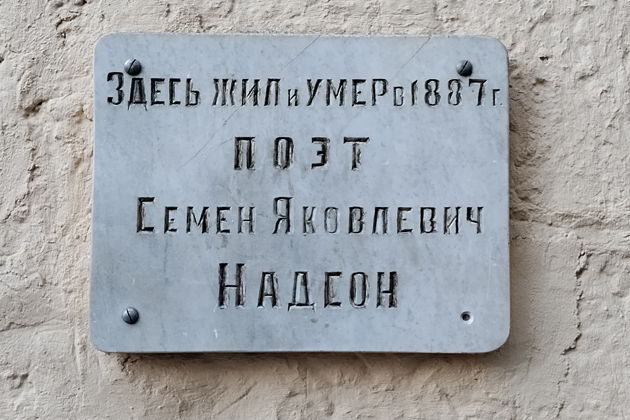 Здесь жил и умер в 1887 г.
ПОЭТ
Семен Яковлевич
Надсон